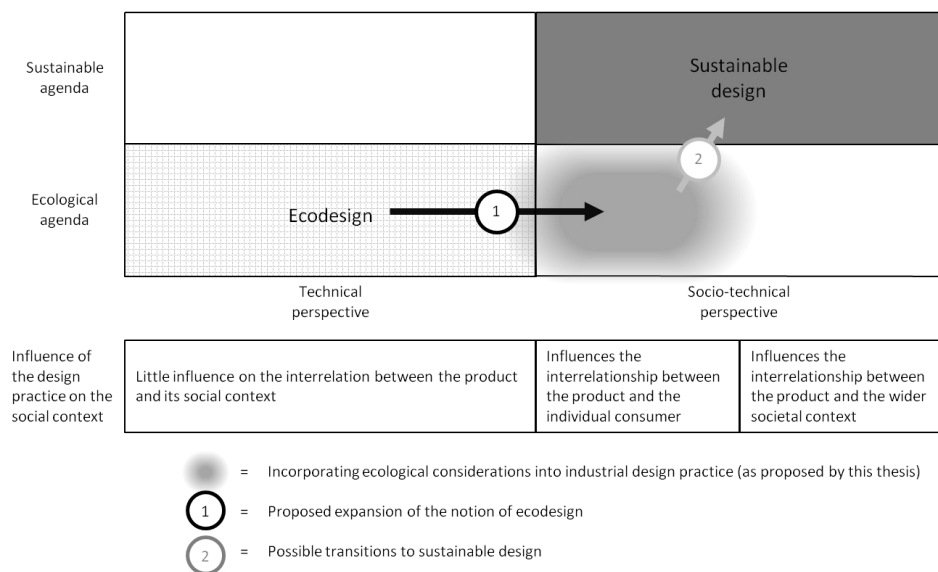 Sustainable
agenda
Sustainable
design
2
Ecological
agenda
Ecodesign
1
Technical
perspective
Socio-technical
perspective
Influence of
the design
practice on the
social context
Little influence on the interrelation between the product
and its social context
Influences the
interrelationship between
the product and the
individual consumer
Influences the
interrelationship between
the product and the wider
societal context
= Incorporating ecological considerations into industrial design practice (as proposed by this thesis)
1 = Proposed expansion of the notion of ecodesign
2 = Possible transitions to sustainable design